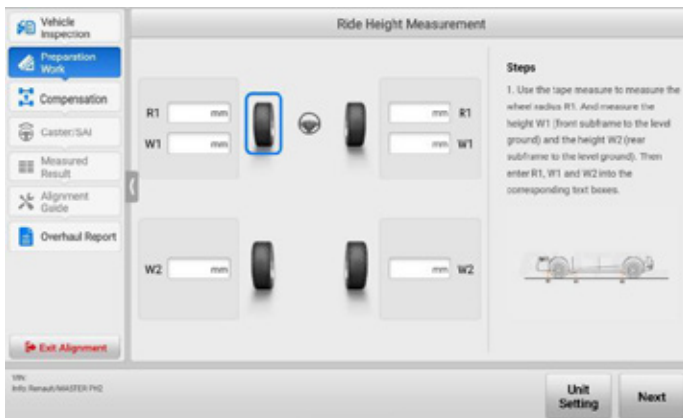 Vehicle
Inspection
Preparation
Work
Compensation
Caster/SAI
Measured
Result
Alignment
Guide
Overhaul Report
Exit Alignment
Ride Height Measurement
R1 mm
W1 mm
mm R1
mm W1
W2 mm
mm W2
Steps
1. Use the tape measure to measure the
wheel radius R1. And measure the
height W1 (front subframe to the level
ground) and the height W2 (rear
subframe to the level ground). Then
enter R1, W1 and W2 into the
corresponding text boxes.
VIN:
Info: Renault/MASTER PH2
Unit
Setting
Next